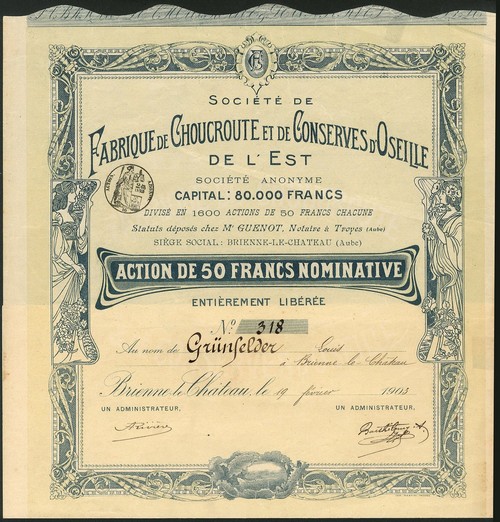 SOCIÉTÉ DE
FABRIQUE DE CHOUCROUTE ET DE CONSERVES D'OSEILLE
DE L'EST
SOCIÉTÉ ANONYME
CAPITAL: 80.000 FRANCS
DIVISÉ EN 1600 ACTIONS DE 50 FRANCS CHACUNE
Statuts déposés chez Me GUENOT, Notaire à Troyes (Aube)
SIÈGE SOCIAL: BRIENNE-LE-CHATEAU (Aube)
ACTION DE 50 FRANCS NOMINATIVE
ENTIÈREMENT LIBÉRÉE
No 318
Au nom de Grünfelder Louis
à Brienne le Château
Brienne-le-Château, le 19 février 1903
UN ADMINISTRATEUR, UN ADMINISTRATEUR,
ARivière